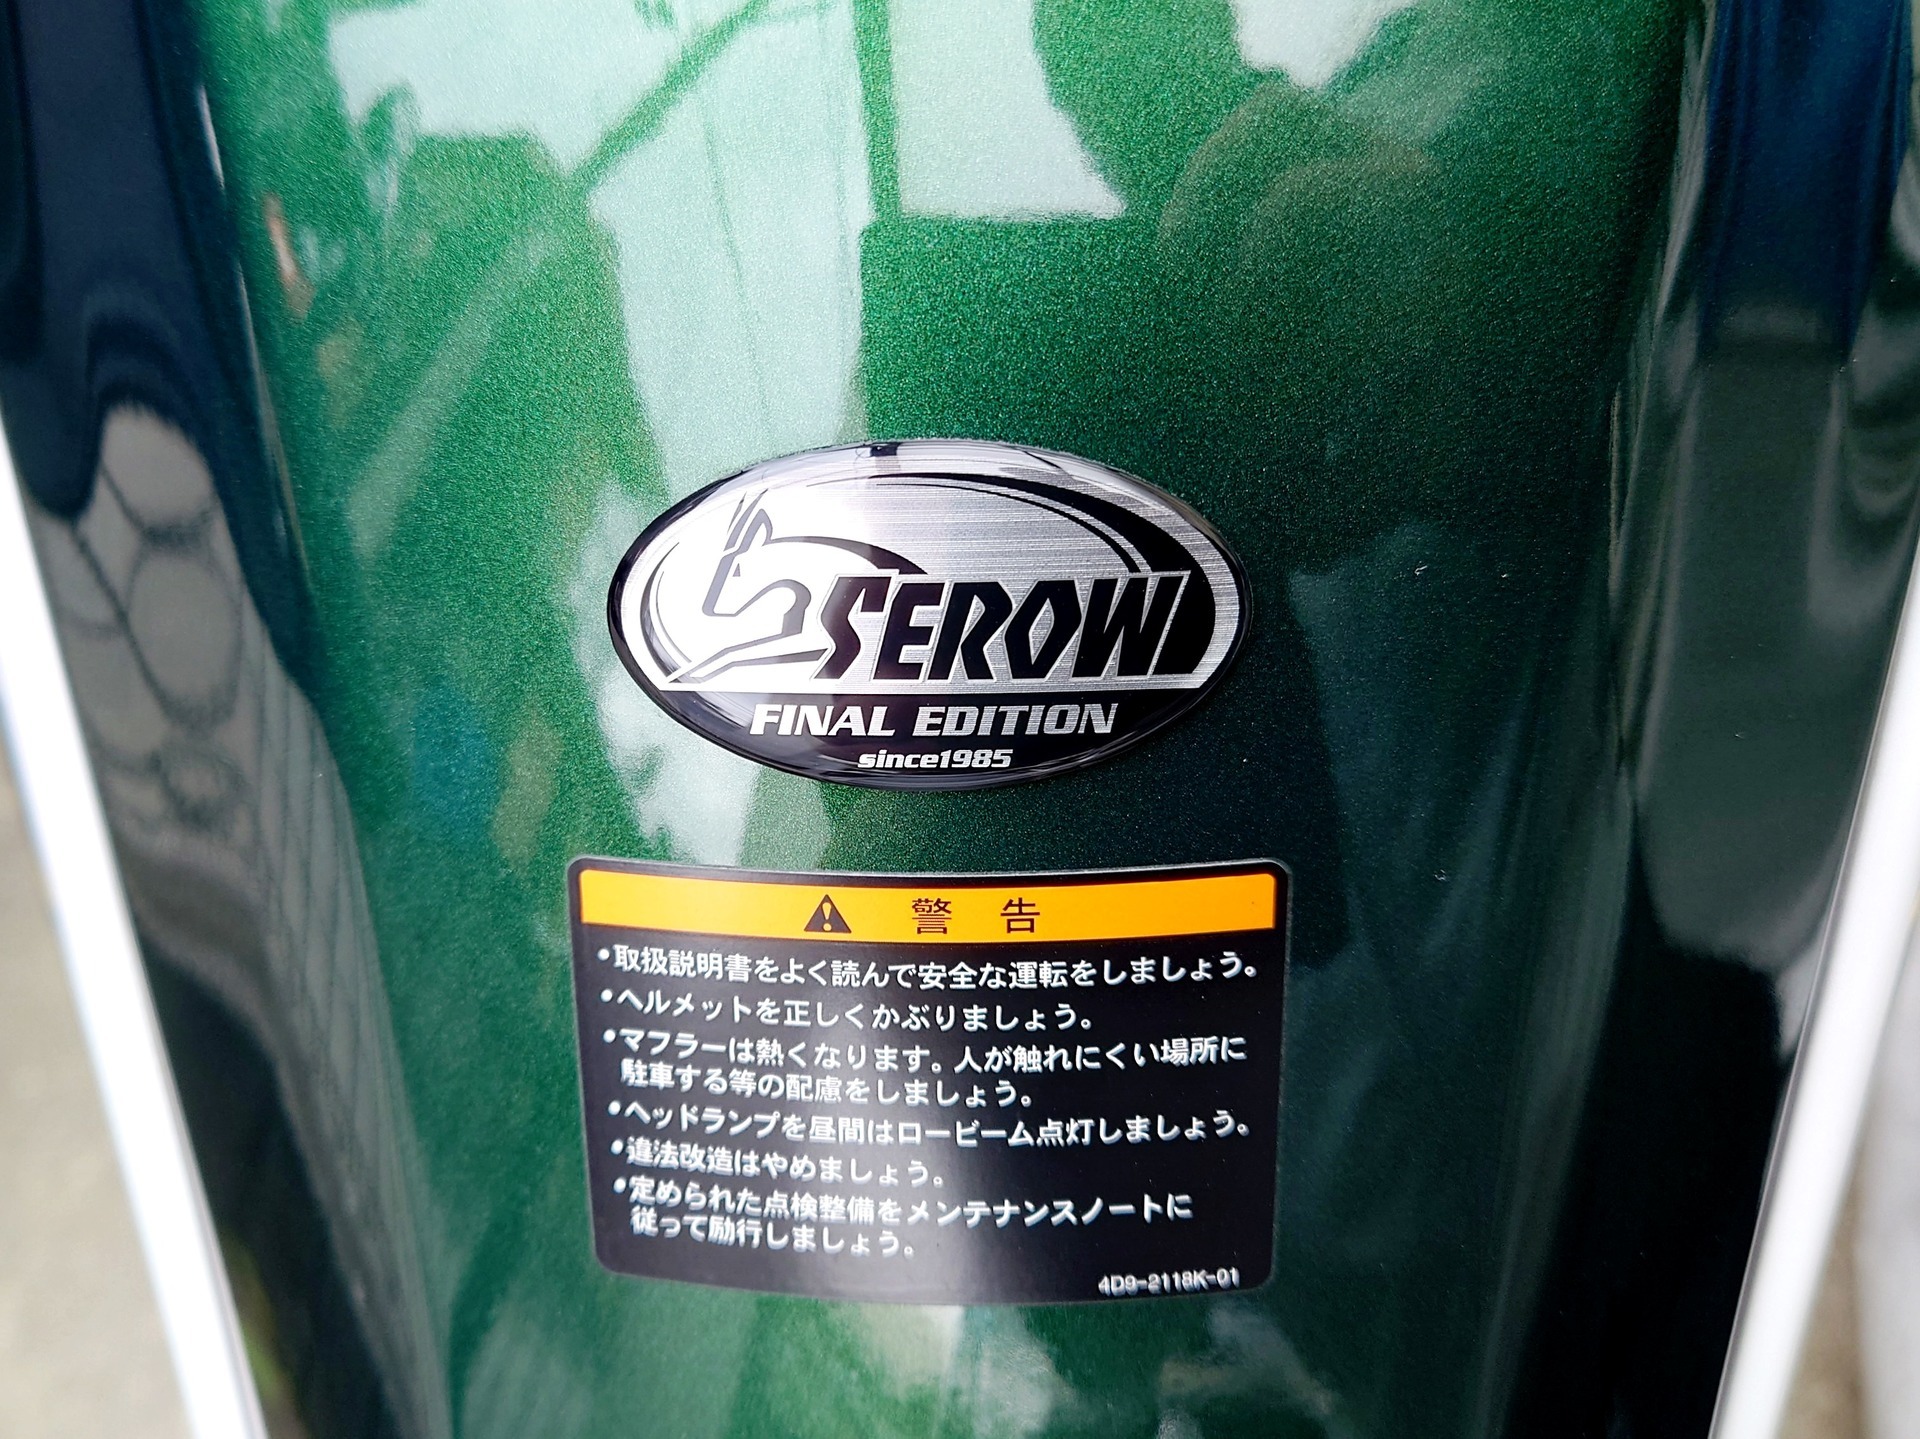 SEROW
FINAL EDITION
since1985
警告
•取扱説明書をよく読んで安全な運転をしましょう。
•ヘルメットを正しくかぶりましょう。
•マフラーは熱くなります。人が触れにくい場所に
駐車する等の配慮をしましょう。
•ヘッドランプを昼間はロービーム点灯しましょう。
•違法改造はやめましょう。
•定められた点検整備をメンテナンスノートに
従って励行しましょう。
4D9-2118K-01